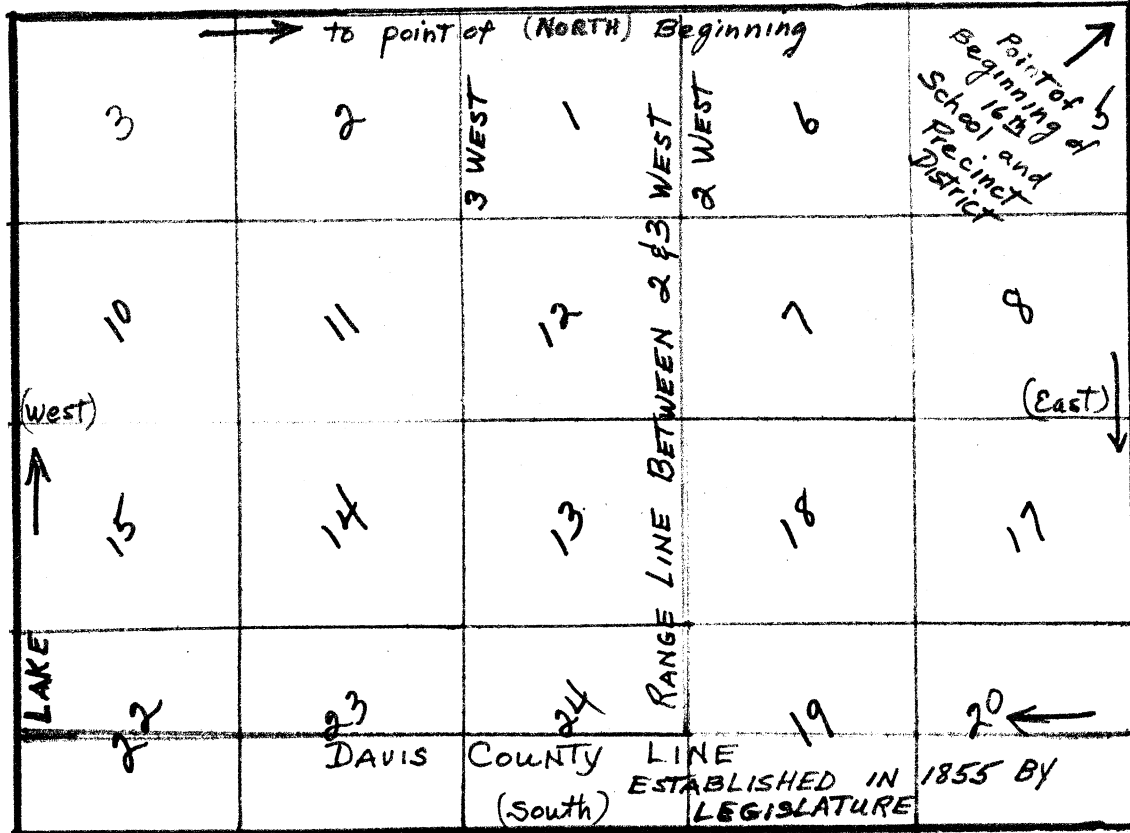 to point of (NORTH) Beginning
3
2
3 WEST
1
RANGE LINE BETWEEN 2 &3 WEST
2 WEST
6
Point of
Beginning of
16th
School and
Precinct
District
5
10
11
12
7
8
(West)
(East)
15
14
13
18
17
LAKE
22
23
24
19
20
DAVIS COUNTY LINE
ESTABLISHED IN 1855 BY
LEGISLATURE
(South)